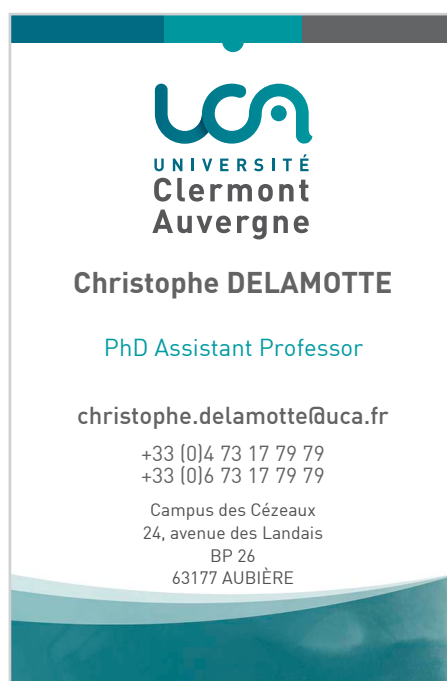 UCA
UNIVERSITÉ
Clermont
Auvergne
Christophe DELAMOTTE
PhD Assistant Professor
christophe.delamotte@uca.fr
+33 (0)4 73 17 79 79
+33 (0)6 73 17 79 79
Campus des Cézeaux
24, avenue des Landais
BP 26
63177 AUBIÈRE